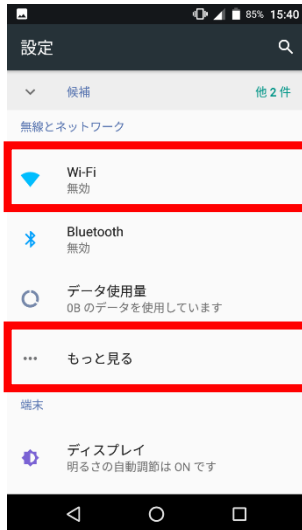 85% 15:40
設定
候補 他 2 件
無線とネットワーク
Wi-Fi
無効
Bluetooth
無効
データ使用量
0B のデータを使用しています
もっと見る
端末
ディスプレイ
明るさの自動調節は ON です